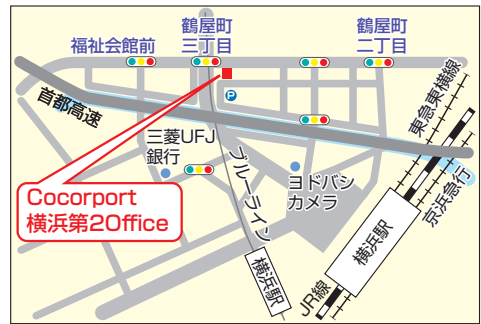 福祉会館前
鶴屋町
三丁目
鶴屋町
二丁目
P
首都高速
三菱UFJ
銀行
ブルーライン
ヨドバシ
カメラ
東急東横線
京浜急行
Cocorport
横浜第2Office
横浜駅
横浜駅
JR線